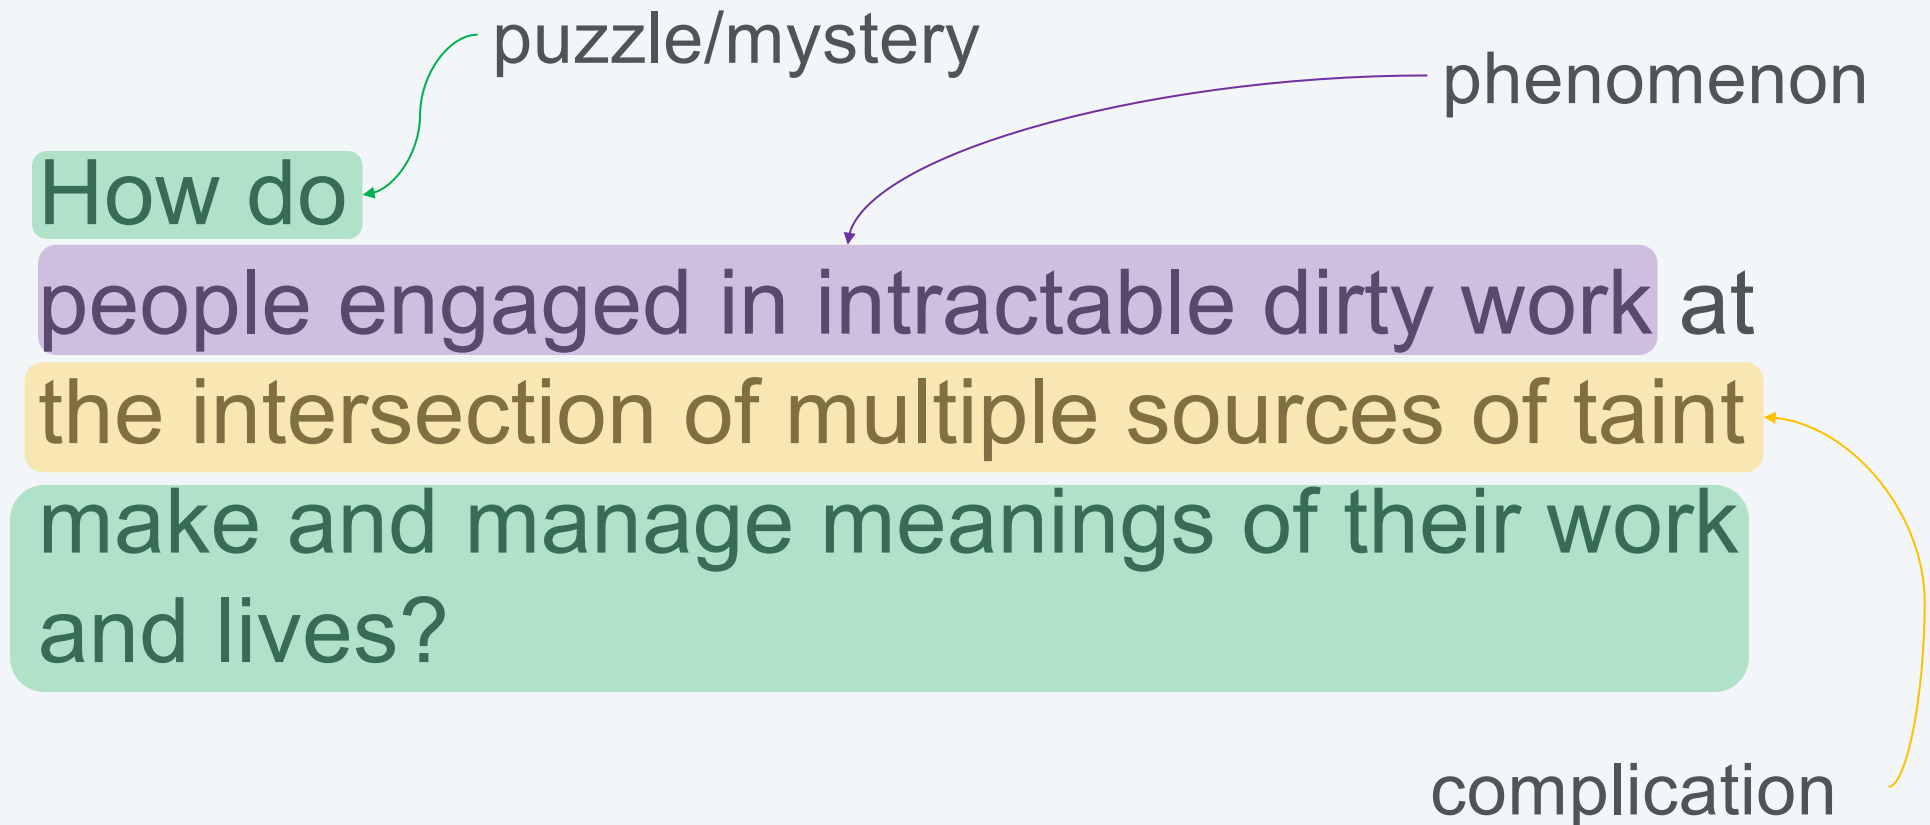 puzzle/mystery
phenomenon
How do
people engaged in intractable dirty work at
the intersection of multiple sources of taint
make and manage meanings of their work
and lives?
complication